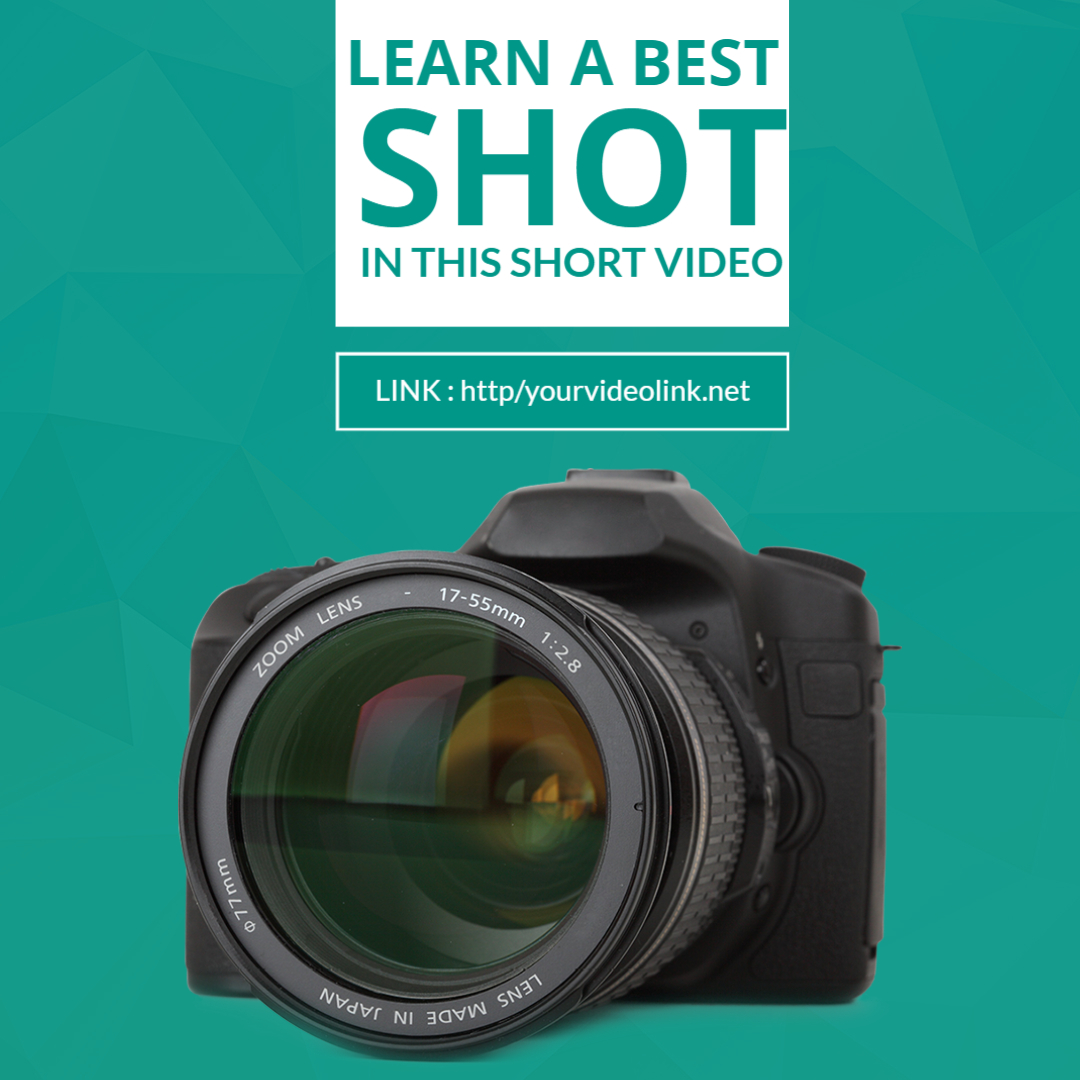 LEARN A BEST
SHOT
IN THIS SHORT VIDEO
LINK : http/yourvideolink.net
ZOOM LENS - 17-55mm 1:2.8
Φ77mm
LENS MADE IN JAPAN